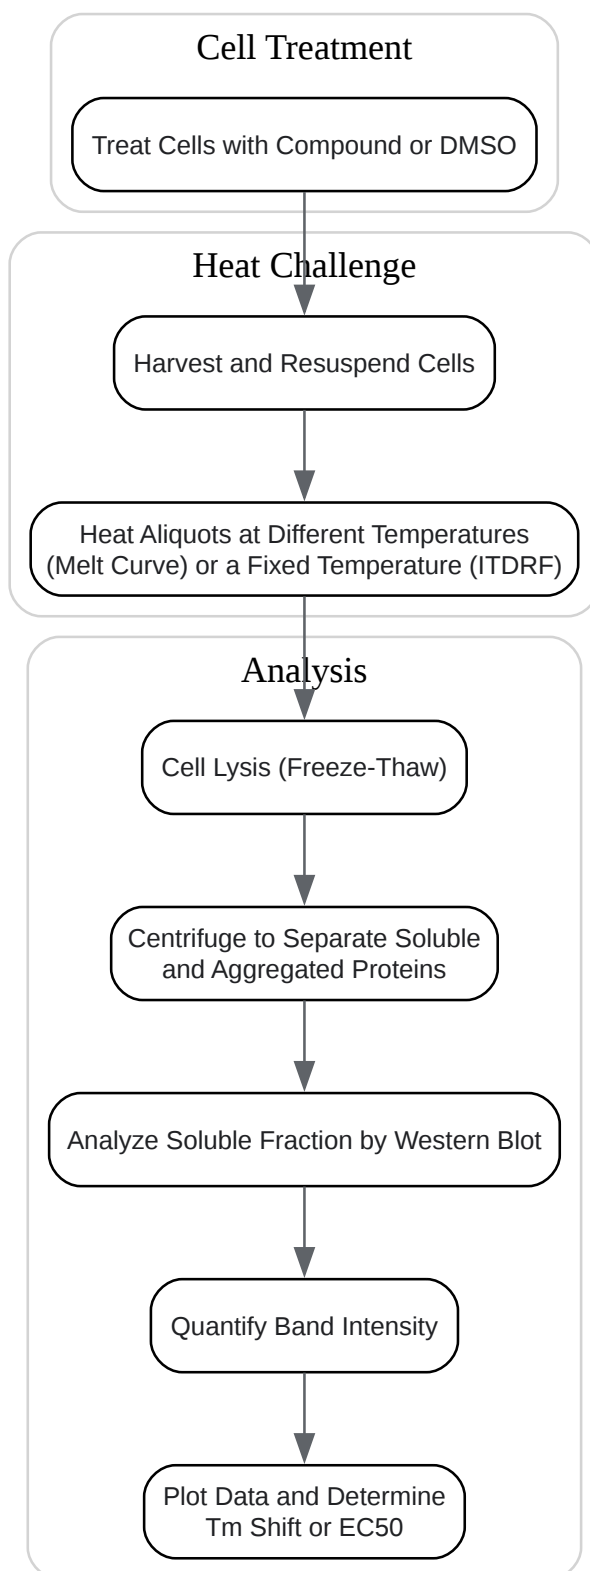 Cell Treatment
Treat Cells with Compound or DMSO
Heat Challenge
Harvest and Resuspend Cells
Heat Aliquots at Different Temperatures
(Melt Curve) or a Fixed Temperature (ITDRF)
Analysis
Cell Lysis (Freeze-Thaw)
Centrifuge to Separate Soluble
and Aggregated Proteins
Analyze Soluble Fraction by Western Blot
Quantify Band Intensity
Plot Data and Determine
Tm Shift or EC50